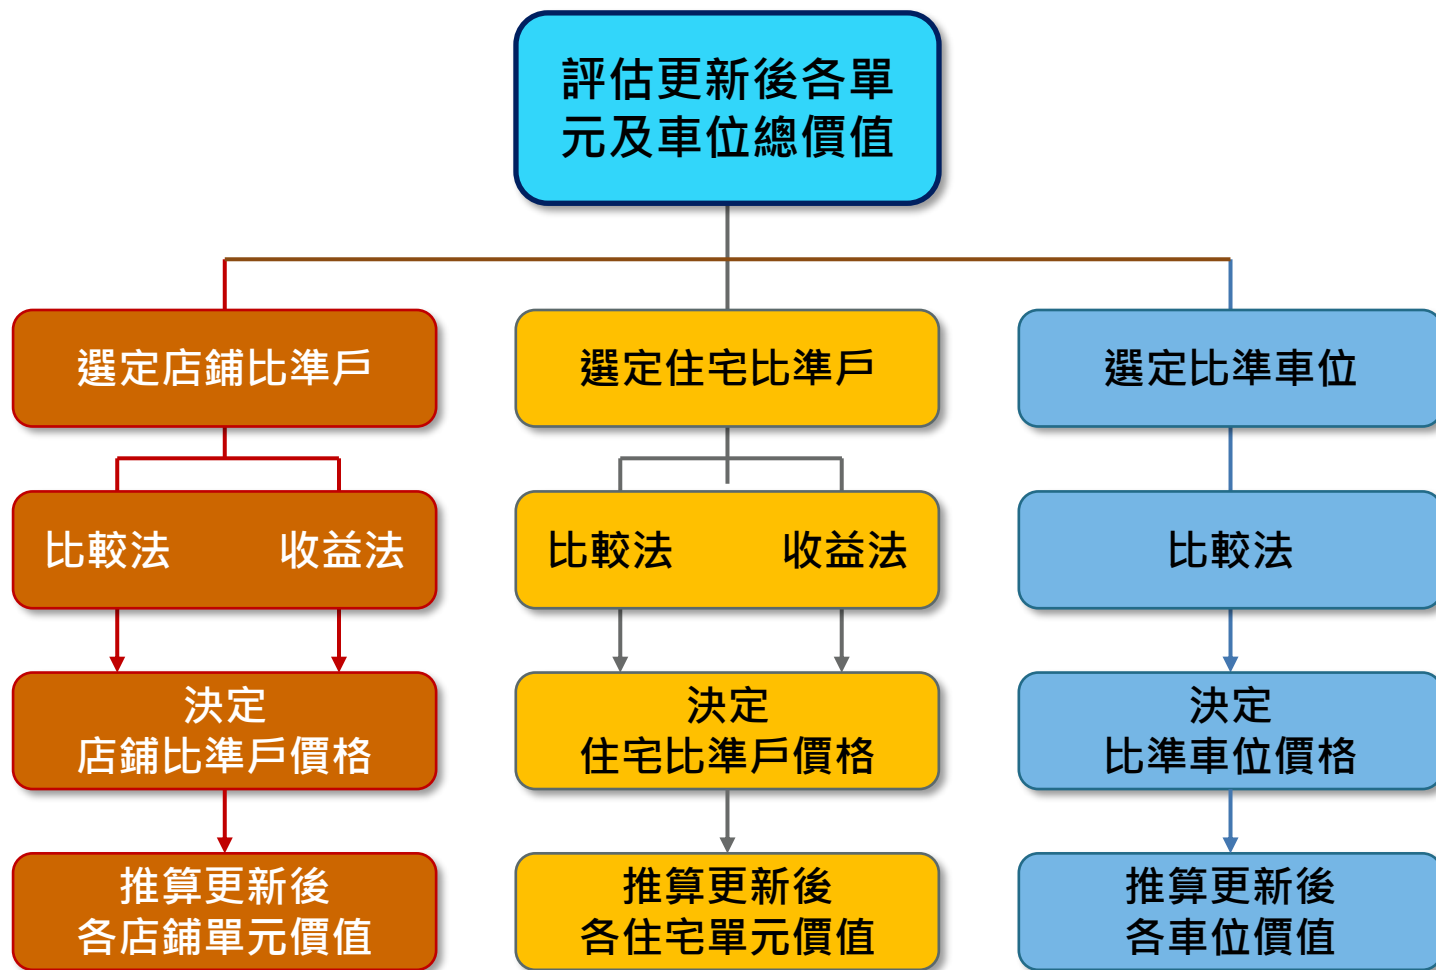 評估更新後各單
元及車位總價值
選定店鋪比準戶
選定住宅比準戶
選定比準車位
比較法 收益法
比較法 收益法
比較法
決定
店鋪比準戶價格
決定
住宅比準戶價格
決定
比準車位價格
推算更新後
各店鋪單元價值
推算更新後
各住宅單元價值
推算更新後
各車位價值